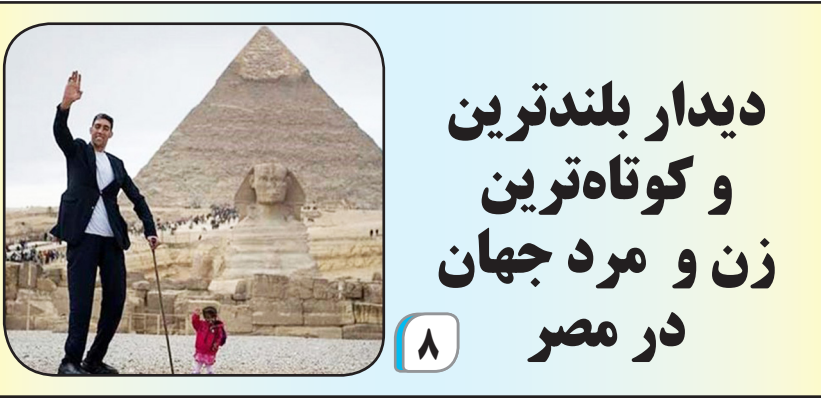 دیدار بلندترین
و کوتاه‌ترین
زن و مرد جهان
در مصر
۸